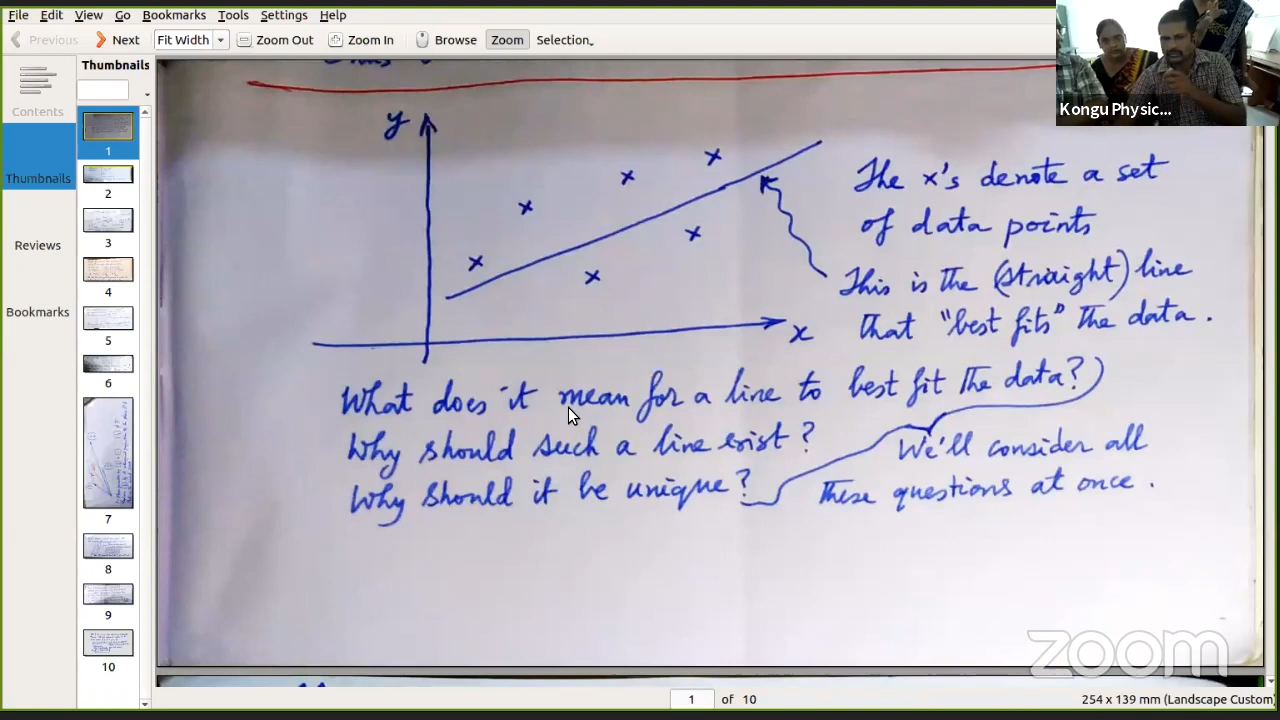 File Edit View Go Bookmarks Tools Settings Help
Previous Next Fit Width Zoom Out Zoom In Browse Zoom Selection
Thumbnails
Contents
Thumbnails
Reviews
Bookmarks
1
2
3
4
5
6
7
8
9
10
Kongu Physic...
y
x
The x's denote a set
of data points
This is the (straight) line
that "best fits" the data.
What does it mean for a line to best fit the data?
Why should such a line exist?
Why should it be unique?
We'll consider all
these questions at once.
zoom
1 of 10
254 x 139 mm (Landscape Custom)